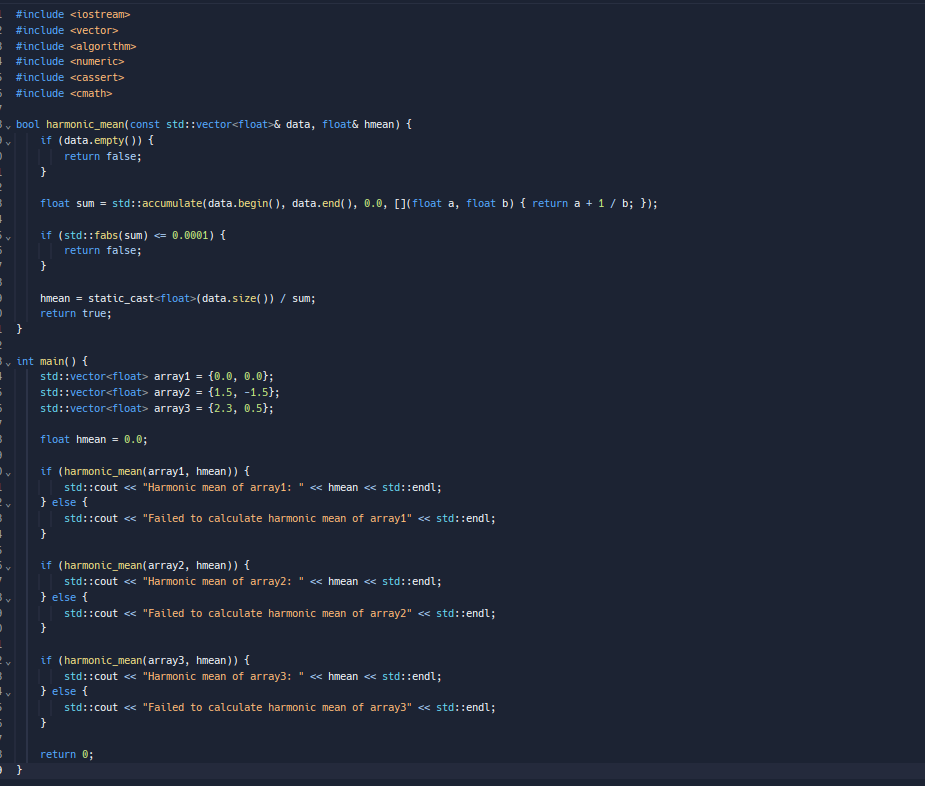 #include <iostream>
#include <vector>
#include <algorithm>
#include <numeric>
#include <cassert>
#include <cmath>
bool harmonic_mean(const std::vector<float>& data, float& hmean) {
if (data.empty()) {
return false;
}
float sum = std::accumulate(data.begin(), data.end(), 0.0, [](float a, float b) { return a + 1 / b; });
if (std::fabs(sum) <= 0.0001) {
return false;
}
hmean = static_cast<float>(data.size()) / sum;
return true;
}
int main() {
std::vector<float> array1 = {0.0, 0.0};
std::vector<float> array2 = {1.5, -1.5};
std::vector<float> array3 = {2.3, 0.5};
float hmean = 0.0;
if (harmonic_mean(array1, hmean)) {
std::cout << "Harmonic mean of array1: " << hmean << std::endl;
} else {
std::cout << "Failed to calculate harmonic mean of array1" << std::endl;
}
if (harmonic_mean(array2, hmean)) {
std::cout << "Harmonic mean of array2: " << hmean << std::endl;
} else {
std::cout << "Failed to calculate harmonic mean of array2" << std::endl;
}
if (harmonic_mean(array3, hmean)) {
std::cout << "Harmonic mean of array3: " << hmean << std::endl;
} else {
std::cout << "Failed to calculate harmonic mean of array3" << std::endl;
}
return 0;
}